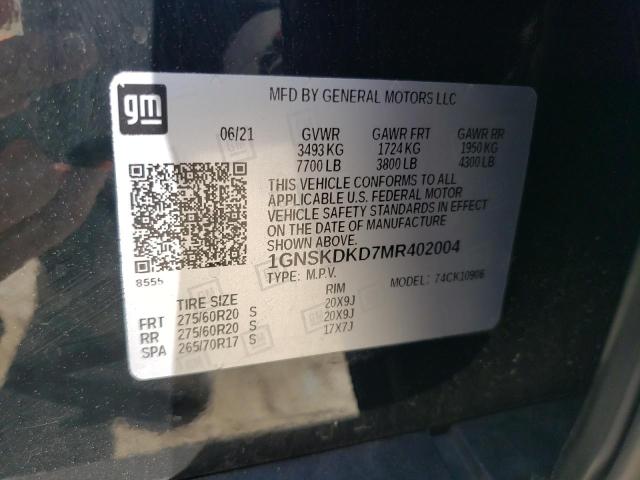 gm
MFD BY GENERAL MOTORS LLC
06/21 GVWR GAWR FRT GAWR RR
3493 KG 1724 KG 1950 KG
7700 LB 3800 LB 4300 LB
THIS VEHICLE CONFORMS TO ALL
APPLICABLE U.S. FEDERAL MOTOR
VEHICLE SAFETY STANDARDS IN EFFECT
ON THE DATE OF MANUFACTURE
SHOWN ABOVE.
1GNSKDKD7MR402004
8555 TYPE: M.P.V. MODEL: 74CK10906
TIRE SIZE RIM
FRT 275/60R20 S 20X9J
RR 275/60R20 S 20X9J
SPA 265/70R17 S 17X7J